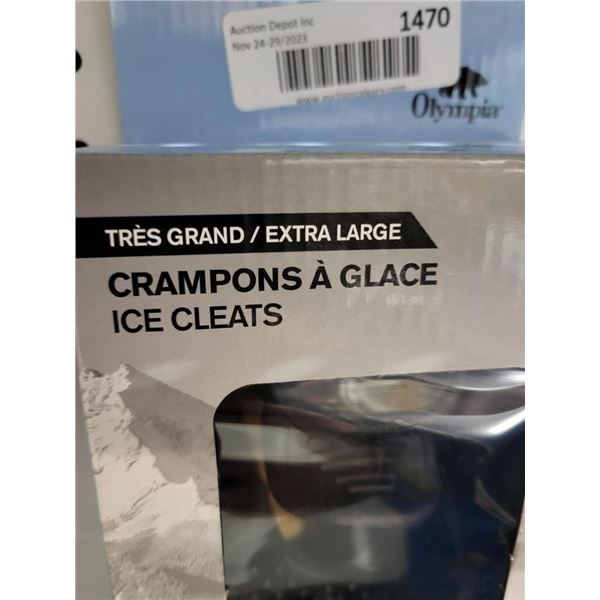 Auction Depot Inc
Nov 24-29/2023
1470
Olympia
TRÈS GRAND / EXTRA LARGE
CRAMPONS À GLACE
ICE CLEATS